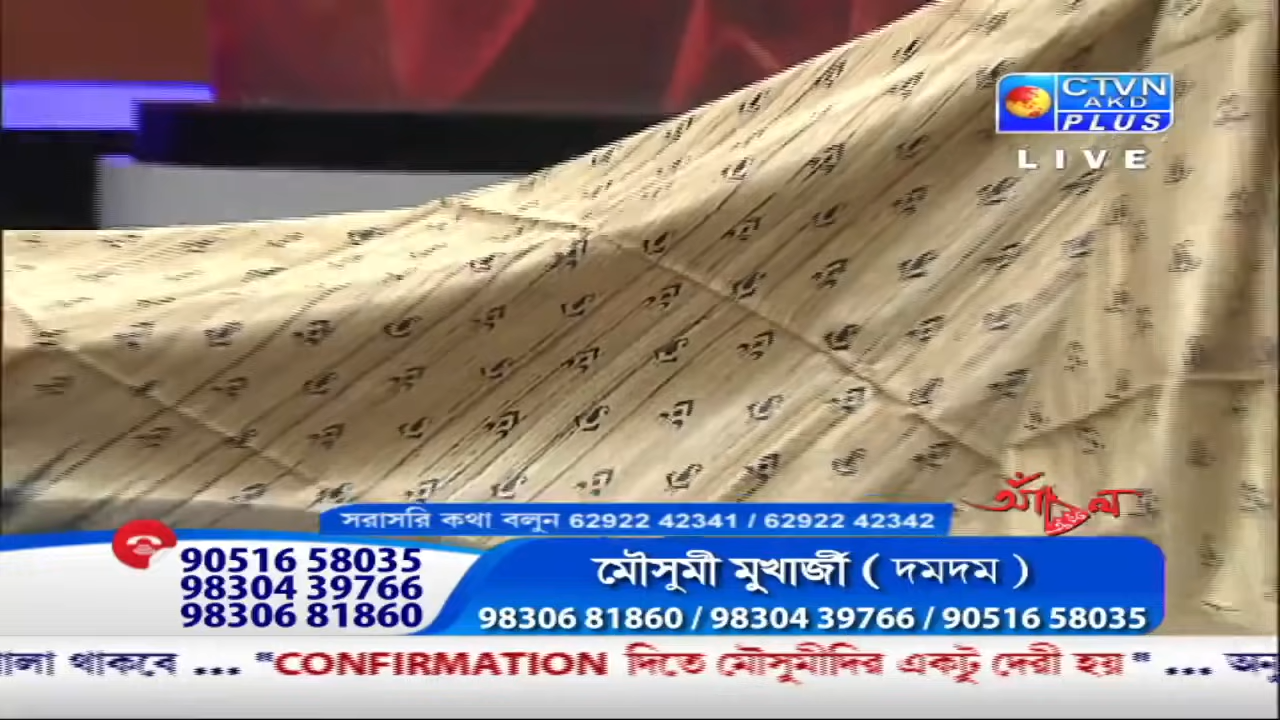 CTVN
AKD
PLUS
LIVE
আঁচল
সরাসরি কথা বলুন 62922 42341 / 62922 42342
90516 58035
98304 39766
98306 81860
মৌসুমী মুখার্জী ( দমদম )
98306 81860 / 98304 39766 / 90516 58035
থাকবে ... "CONFIRMATION দিতে মৌসুমীদির একটু দেরী হয় " ...